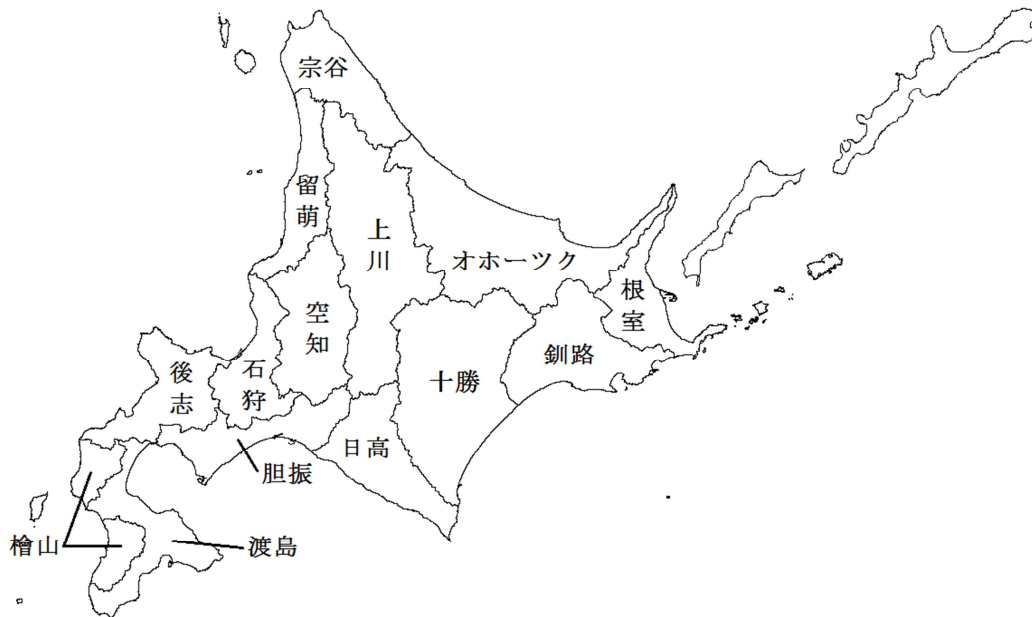 宗谷
留萌
上川
オホーツク
根室
空知
釧路
石狩
後志
十勝
日高
胆振
檜山
渡島